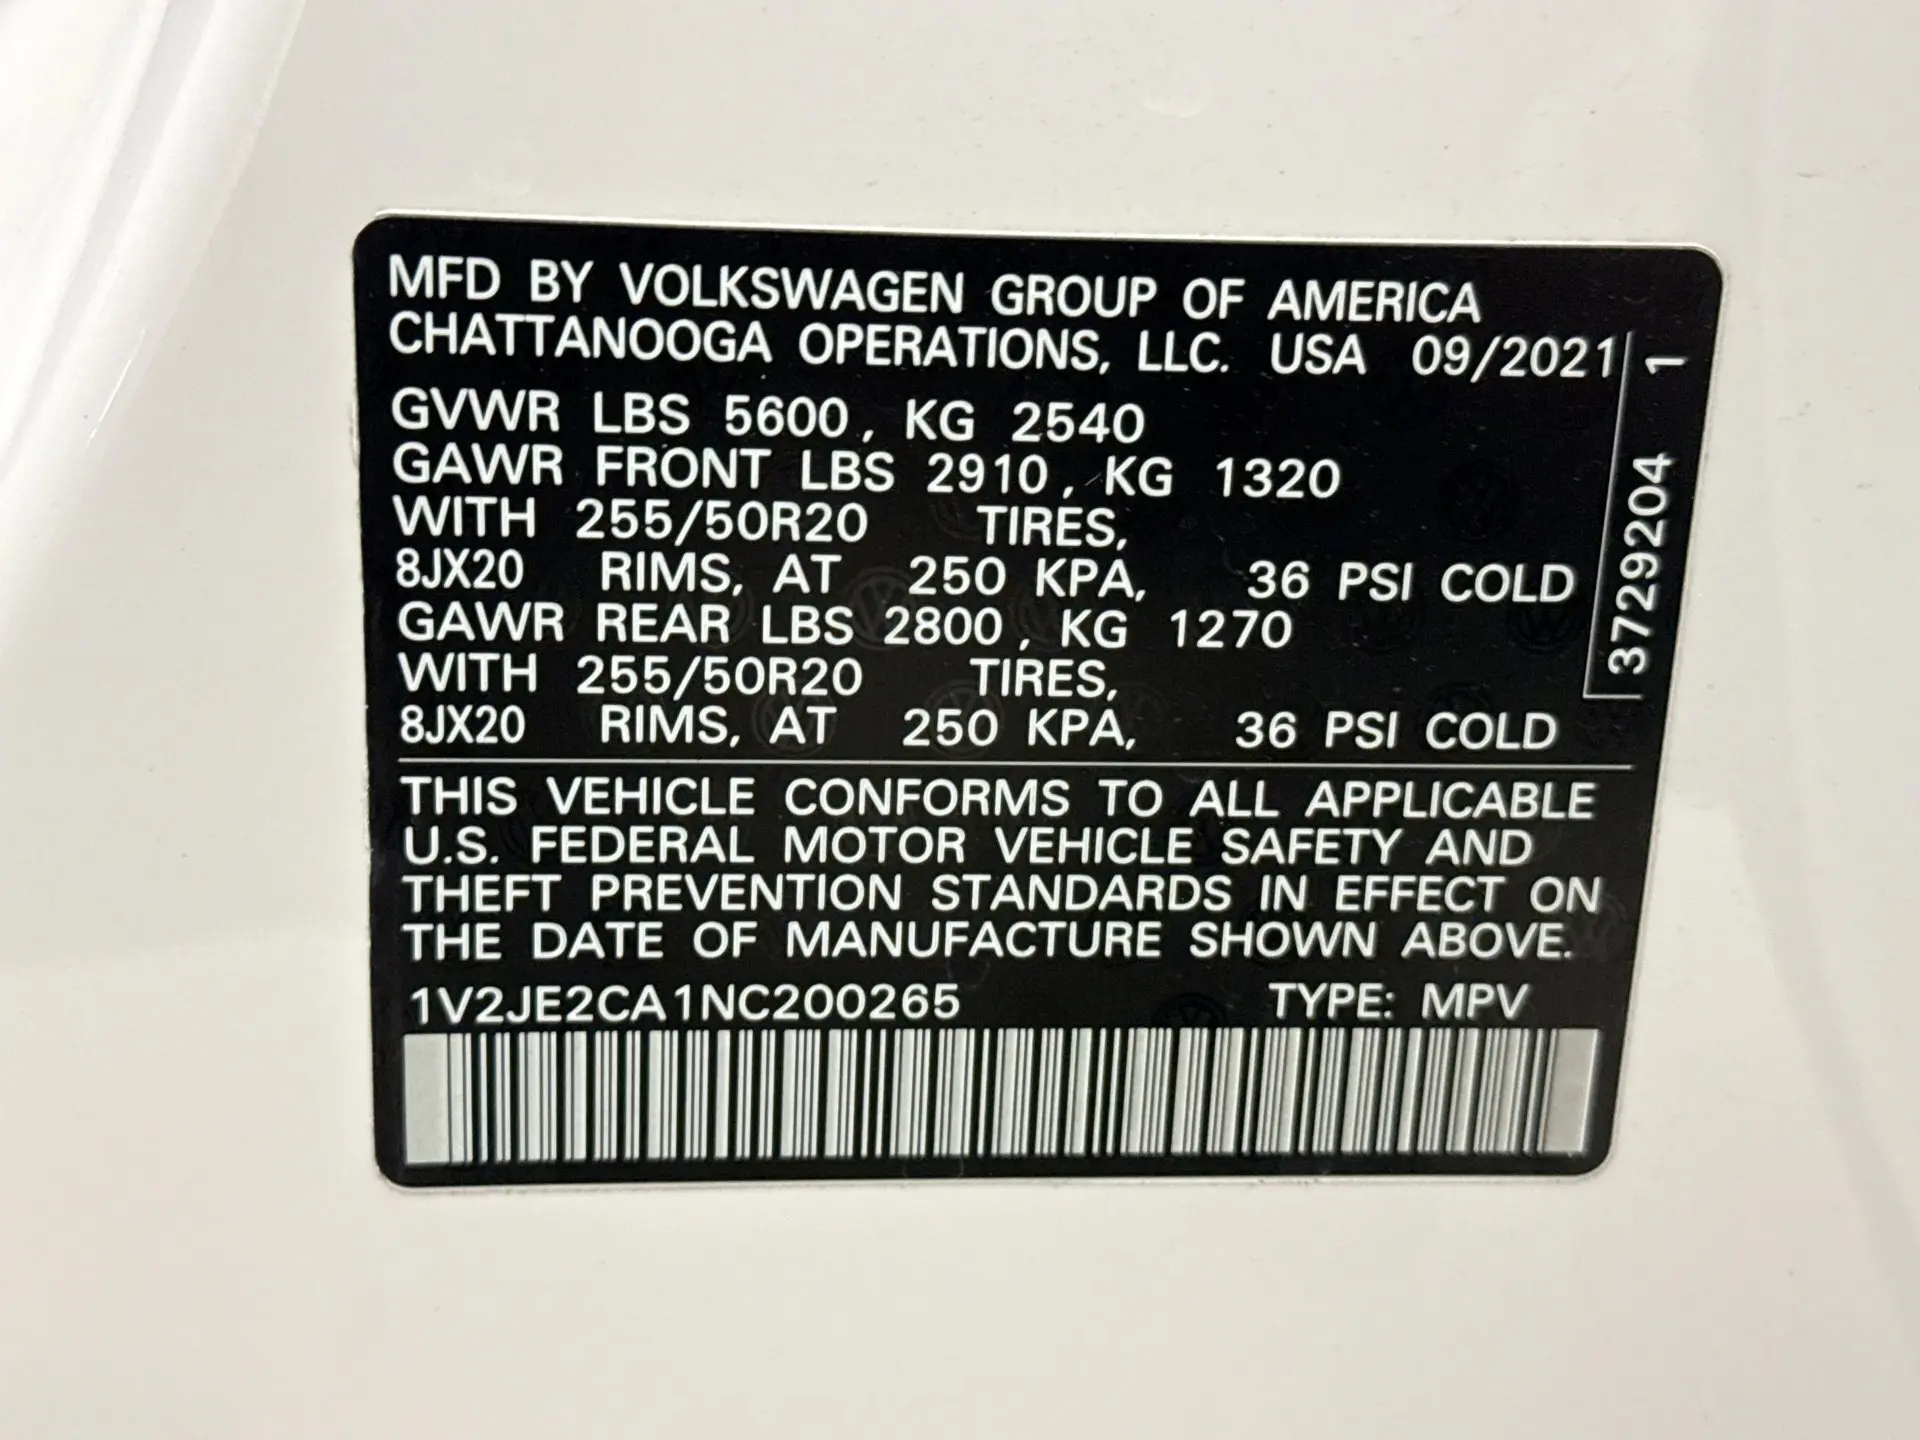 MFD BY VOLKSWAGEN GROUP OF AMERICA
CHATTANOOGA OPERATIONS, LLC. USA 09/2021
GVWR LBS 5600, KG 2540
GAWR FRONT LBS 2910, KG 1320
WITH 255/50R20 TIRES,
8JX20 RIMS, AT 250 KPA, 36 PSI COLD
GAWR REAR LBS 2800, KG 1270
WITH 255/50R20 TIRES,
8JX20 RIMS, AT 250 KPA, 36 PSI COLD
THIS VEHICLE CONFORMS TO ALL APPLICABLE
U.S. FEDERAL MOTOR VEHICLE SAFETY AND
THEFT PREVENTION STANDARDS IN EFFECT ON
THE DATE OF MANUFACTURE SHOWN ABOVE.
1V2JE2CA1NC200265 TYPE: MPV
3729204 1